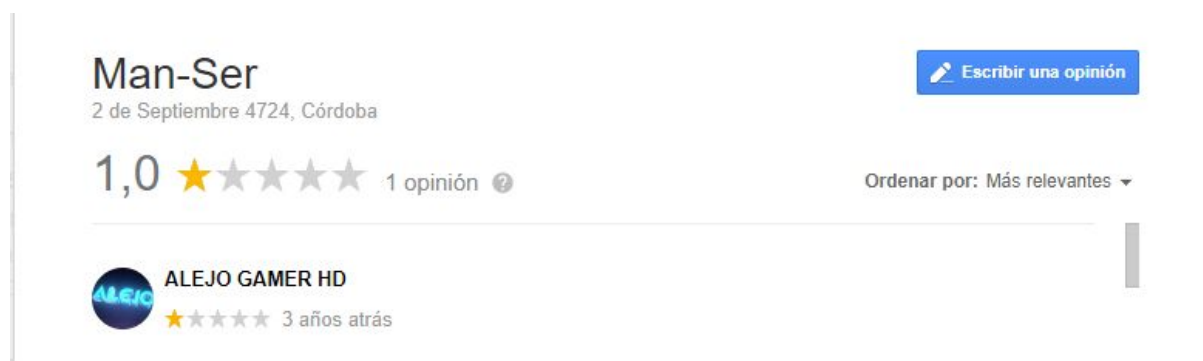 Man-Ser
Escribir una opinión
2 de Septiembre 4724, Córdoba
1,0 1 opinión ?
Ordenar por: Más relevantes
ALEJO
ALEJO GAMER HD
3 años atrás